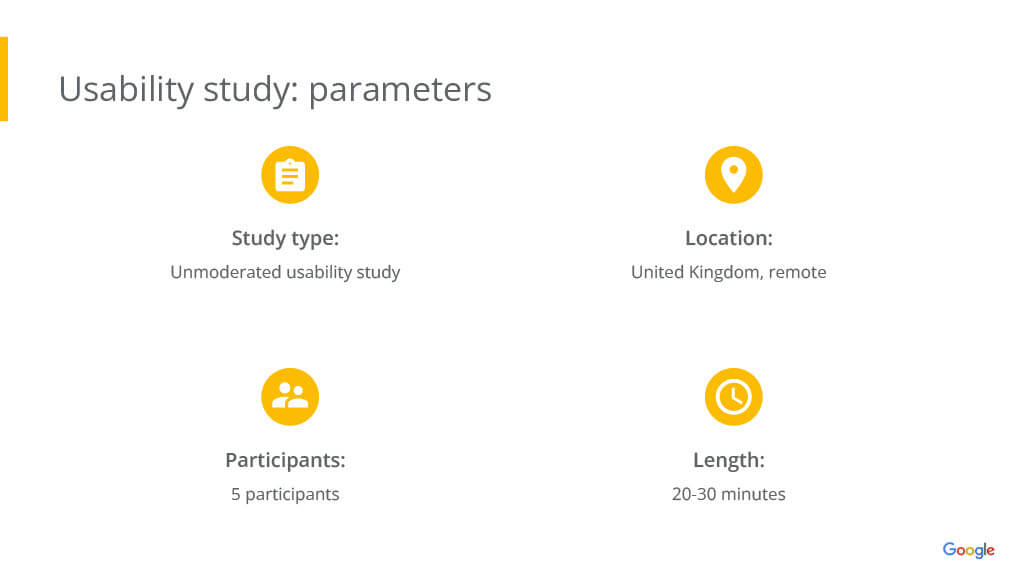 Usability study: parameters
Study type:
Unmoderated usability study
Location:
United Kingdom, remote
Participants:
5 participants
Length:
20-30 minutes
Google